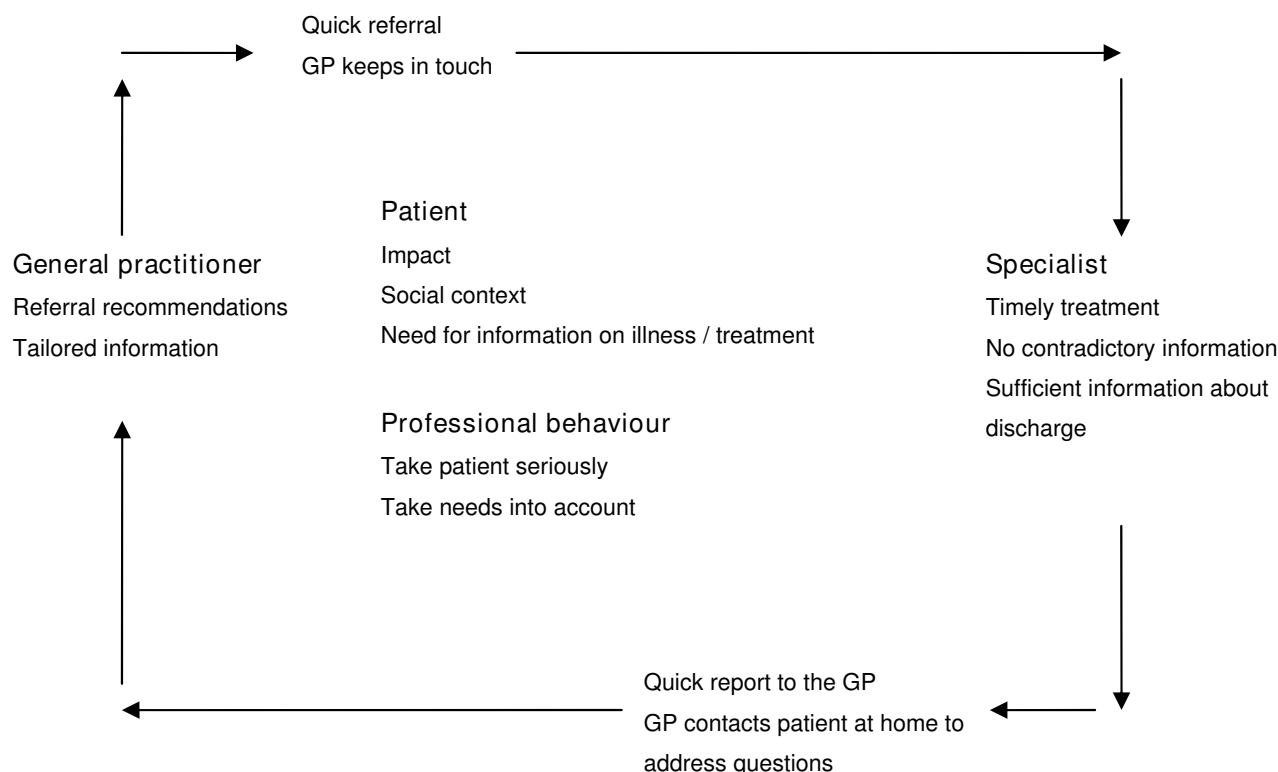 Quick referral
GP keeps in touch
Patient
Impact
Social context
Need for information on illness / treatment
General practitioner
Referral recommendations
Tailored information
Specialist
Timely treatment
No contradictory information
Sufficient information about
discharge
Professional behaviour
Take patient seriously
Take needs into account
Quick report to the GP
GP contacts patient at home to
address questions